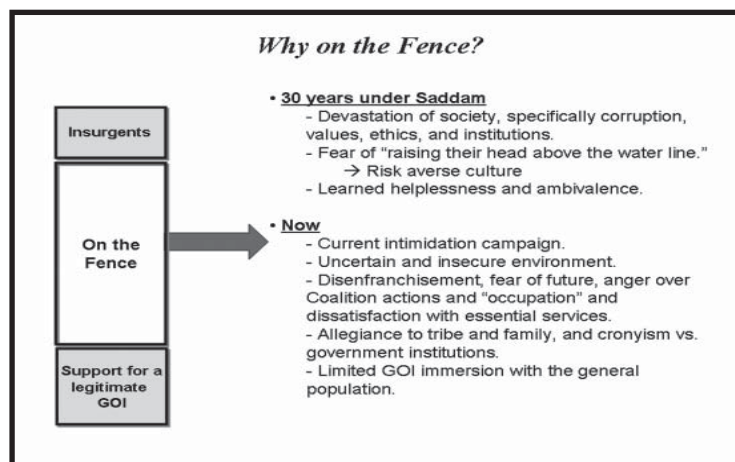 Why on the Fence?
Insurgents
On the
Fence
Support for a
legitimate
GOI
• 30 years under Saddam
- Devastation of society, specifically corruption,
values, ethics, and institutions.
- Fear of “raising their head above the water line.”
→ Risk averse culture
- Learned helplessness and ambivalence.
• Now
- Current intimidation campaign.
- Uncertain and insecure environment.
- Disenfranchisement, fear of future, anger over
Coalition actions and “occupation” and
dissatisfaction with essential services.
- Allegiance to tribe and family, and cronyism vs.
government institutions.
- Limited GOI immersion with the general
population.